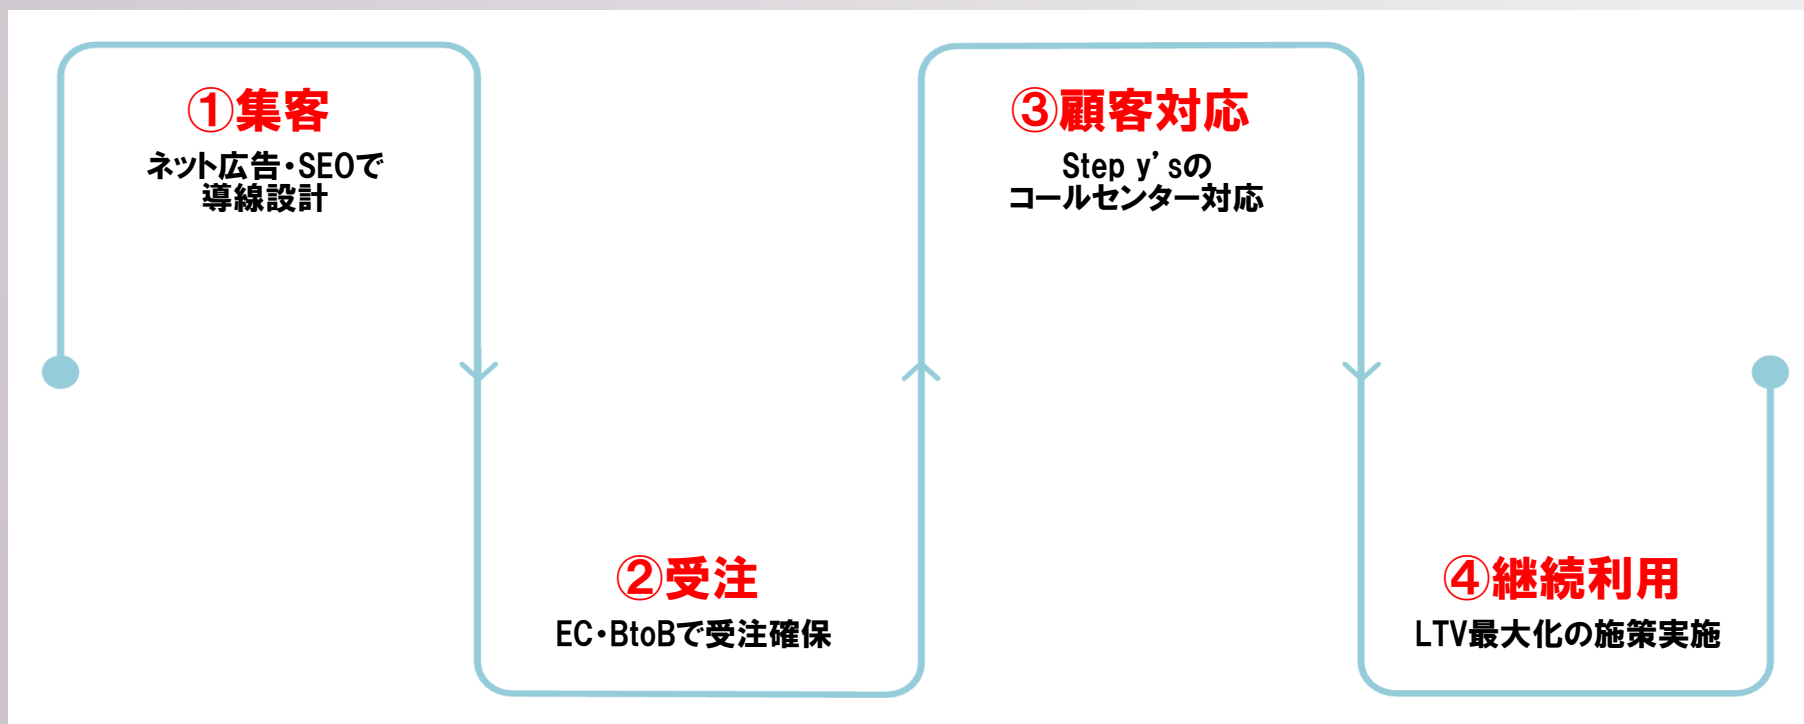 ①集客
ネット広告・SEOで
導線設計
②受注
EC・BtoBで受注確保
③顧客対応
Step y’sの
コールセンター対応
④継続利用
LTV最大化の施策実施